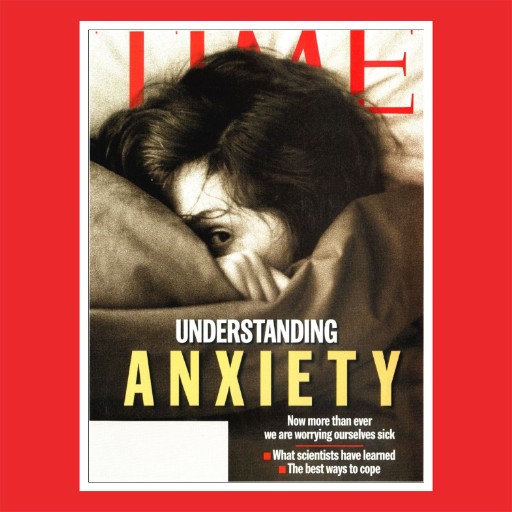 TIME
UNDERSTANDING
ANXIETY
Now more than ever
we are worrying ourselves sick
What scientists have learned
The best ways to cope